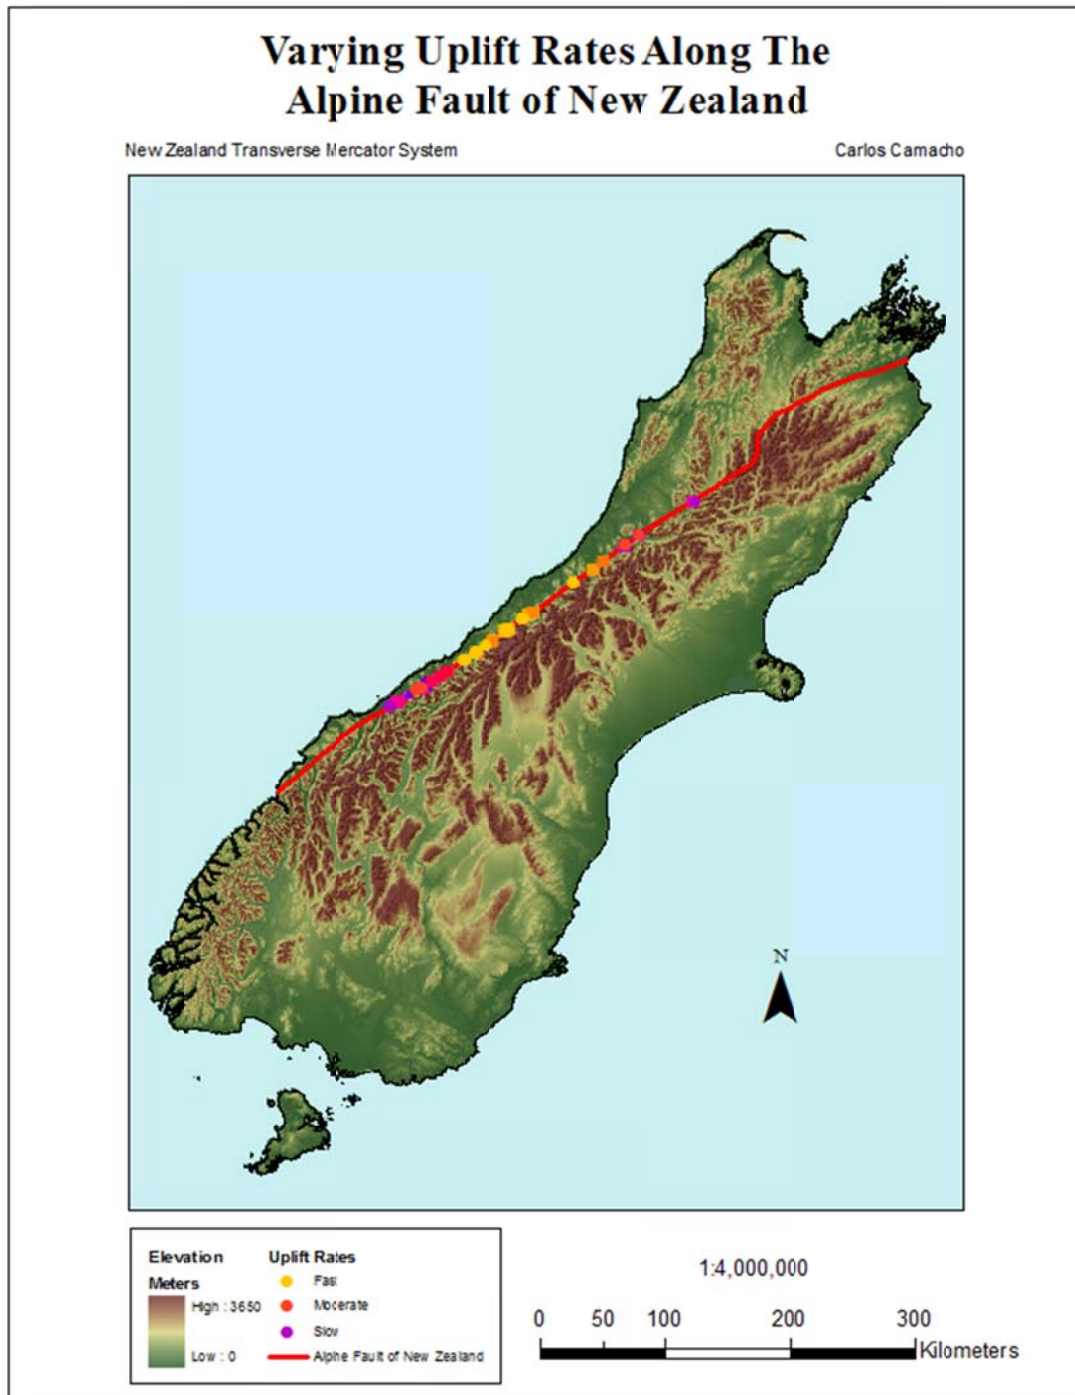 Varying Uplift Rates Along The
Alpine Fault of New Zealand
New Zealand Transverse Mercator System
Carlos Camacho
N
Elevation
Meters
High : 3650
Low : 0
Uplift Rates
Fast
Moderate
Slow
Alphe Fault of New Zealand
1:4,000,000
0 50 100 200 300
Kilometers